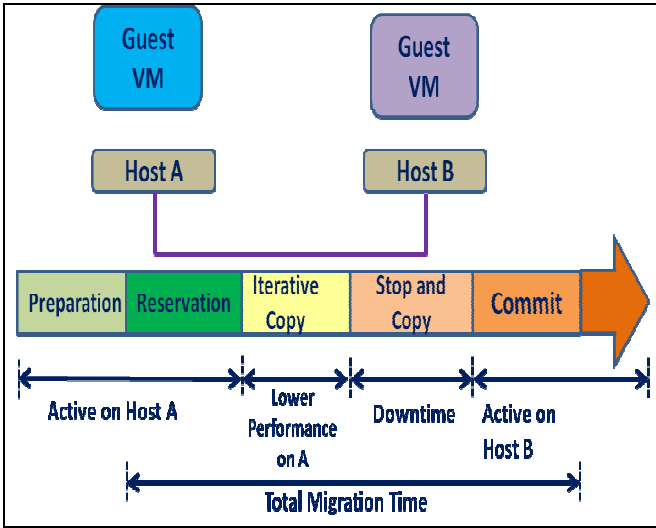 Guest
VM
Guest
VM
Host A
Host B
Preparation
Reservation
Iterative
Copy
Stop and
Copy
Commit
Active on Host A
Lower
Performance
on A
Downtime
Active on
Host B
Total Migration Time